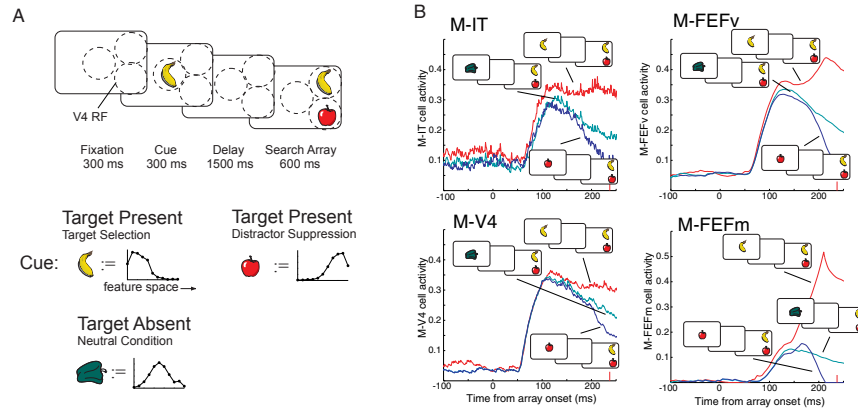 A
V4 RF
Fixation
300 ms
Cue
300 ms
Delay
1500 ms
Search Array
600 ms
Target Present
Target Selection
Target Present
Distractor Suppression
Cue:
:=
:=
feature space
Target Absent
Neutral Condition
:=
B
M-IT
M-IT cell activity
0.4
0.3
0.2
0.1
-100
0
100
200
M-FEFv
M-FEFv cell activity
0.4
0.3
0.2
0.1
-100
0
100
200
M-V4
M-V4 cell activity
0.4
0.3
0.2
0.1
-100
0
100
200
Time from array onset (ms)
M-FEFm
M-FEFm cell activity
0.4
0.3
0.2
0.1
-100
0
100
200
Time from array onset (ms)